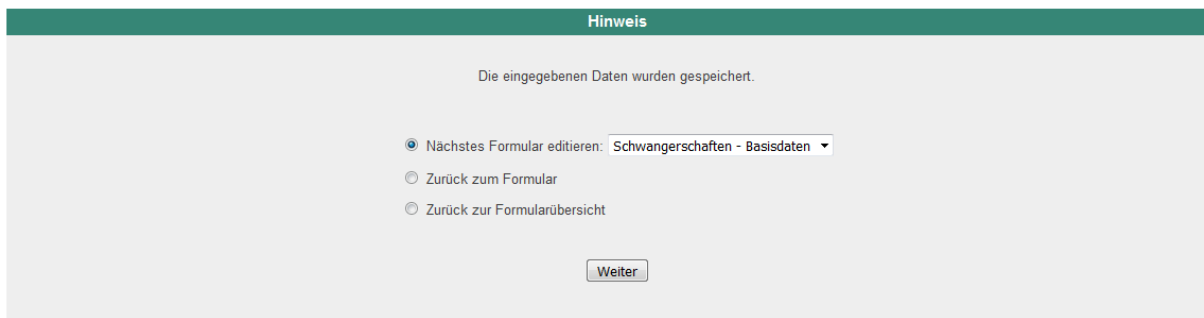 Hinweis
Die eingegebenen Daten wurden gespeichert.
Nächstes Formular editieren: Schwangerschaften - Basisdaten
Zurück zum Formular
Zurück zur Formularübersicht
Weiter